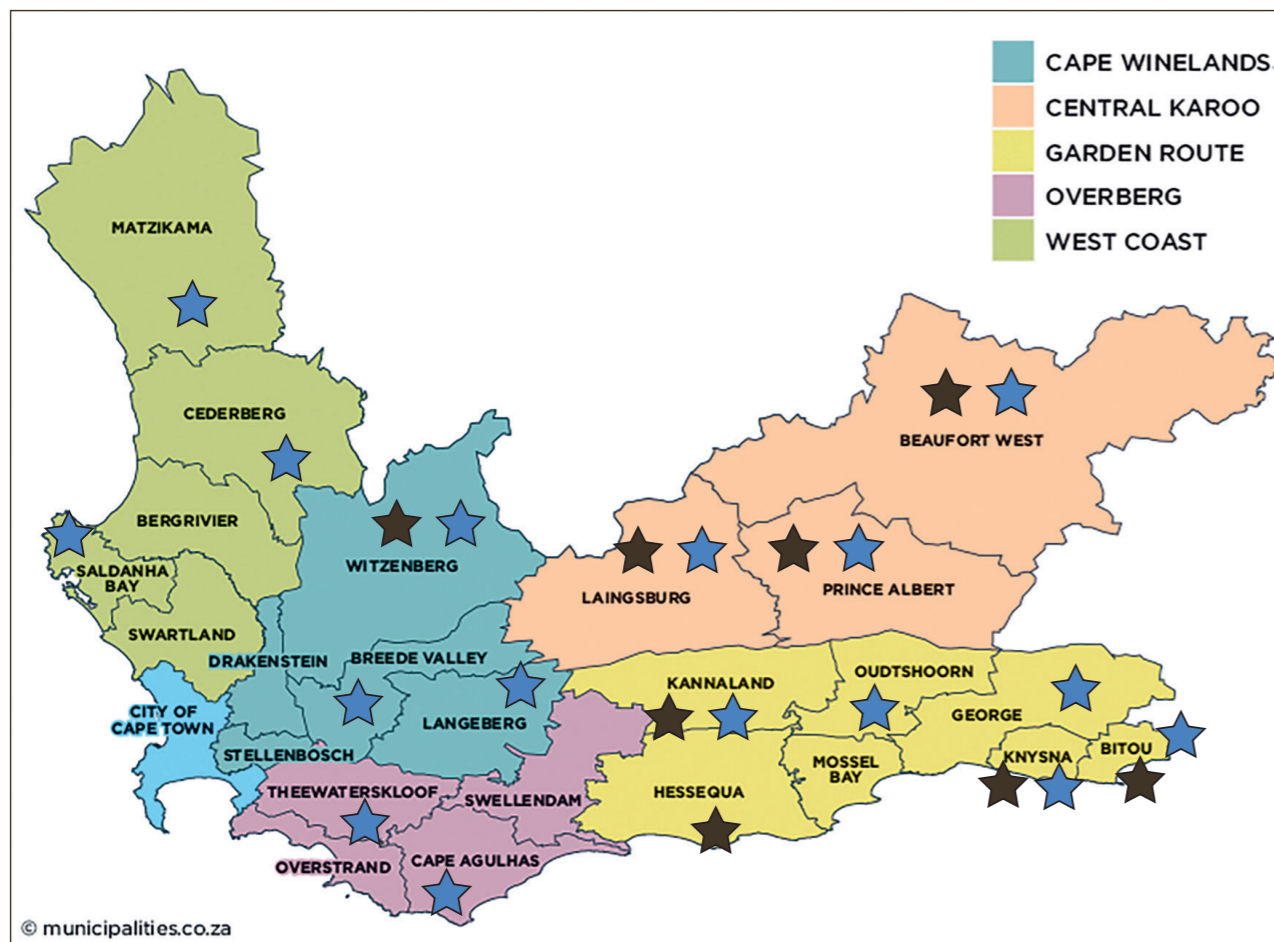 CAPE WINELANDS
CENTRAL KAROO
GARDEN ROUTE
OVERBERG
WEST COAST
MATZIKAMA
CEDERBERG
BERGRIVIER
SALDANHA
BAY
SWARTLAND
WITZENBERG
DRAKENSTEIN
BREEDE VALLEY
LANGEBERG
STELLENBOSCH
CITY OF
CAPE TOWN
THEEWATERSKLOOF
SWELLENDAM
OVERSTRAND
CAPE AGULHAS
BEAUFORT WEST
LAINGSBURG
PRINCE ALBERT
KANNALAND
OUDTSHOORN
GEORGE
HESSEQUA
MOSSEL
BAY
KNYSNA
BITOU
© municipalities.co.za